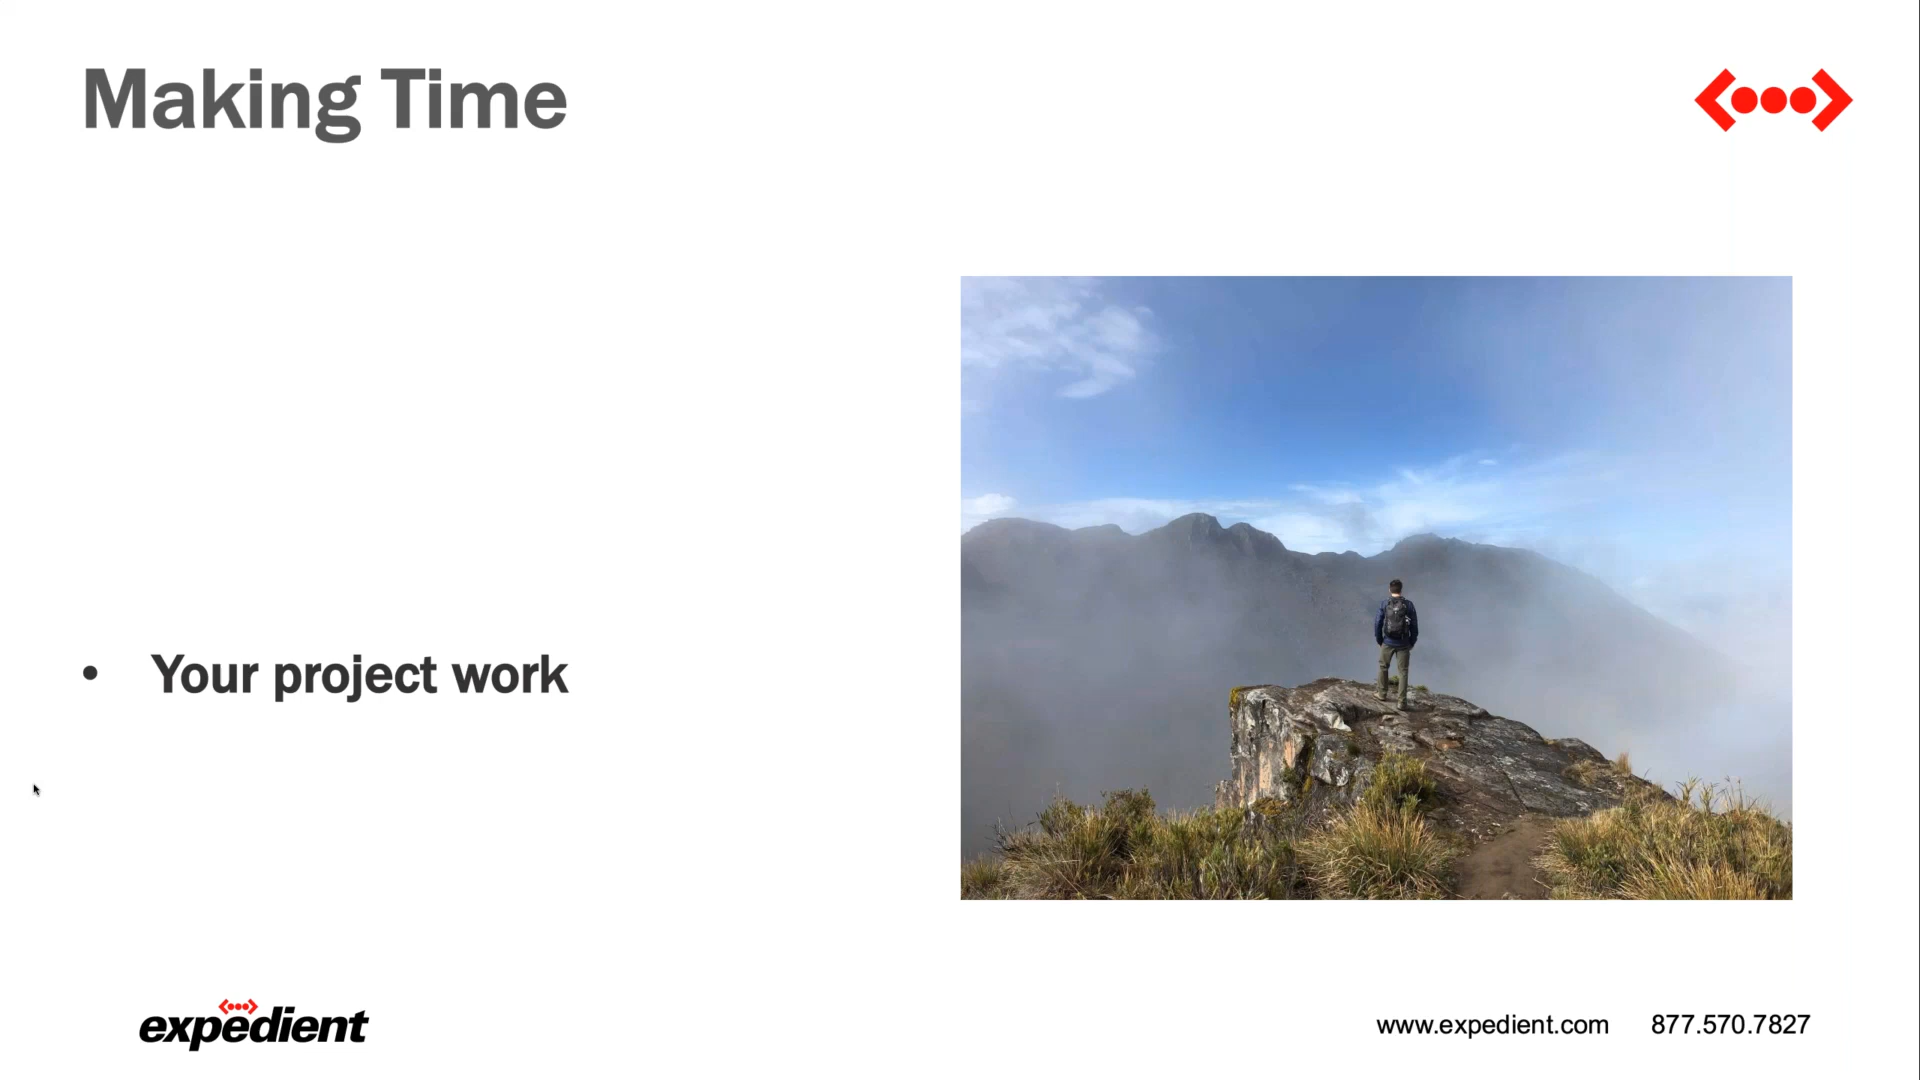 Making Time
• Your project work
expedient
www.expedient.com 877.570.7827